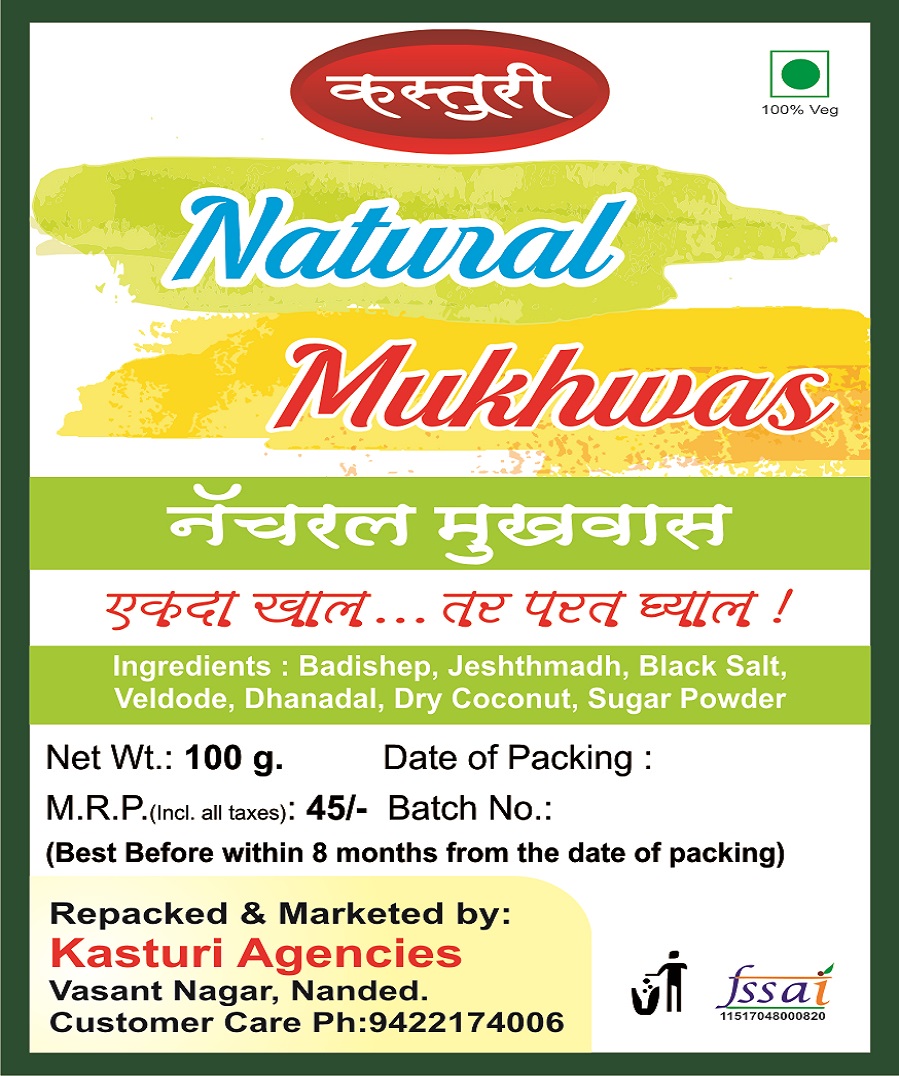 कस्तुरी
100% Veg
Natural
Mukhwas
नॅचरल मुखवास
एकदा खाल... तर परत घ्याल !
Ingredients : Badishep, Jeshthmadh, Black Salt,
Veldode, Dhanadal, Dry Coconut, Sugar Powder
Net Wt.: 100 g. Date of Packing :
M.R.P.(Incl. all taxes): 45/- Batch No.:
(Best Before within 8 months from the date of packing)
Repacked & Marketed by:
Kasturi Agencies
Vasant Nagar, Nanded.
Customer Care Ph:9422174006
fssai
11517048000820